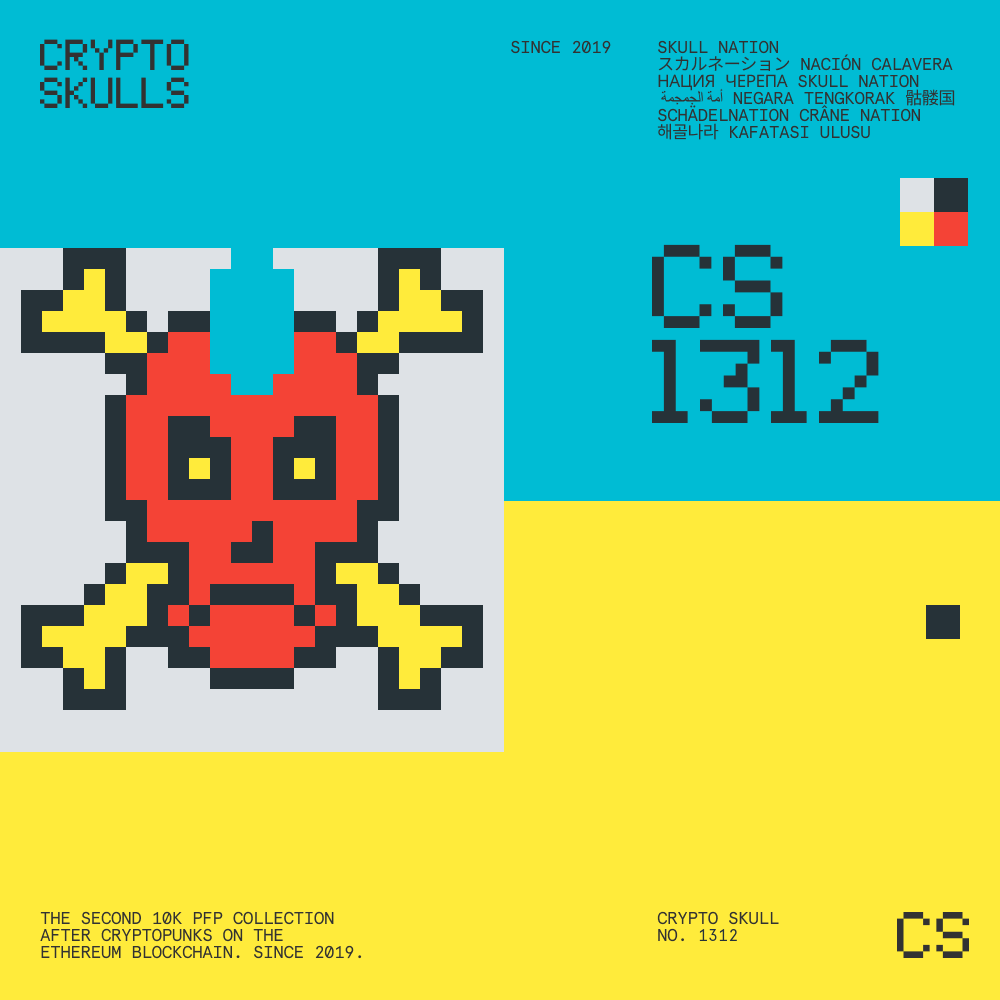 CRYPTO
SKULLS
SINCE 2019
SKULL NATION
スカルネーション NACIÓN CALAVERA
НАЦИЯ ЧЕРЕПА SKULL NATION
أمة الجمجمة NEGARA TENGKORAK 骷髅国
SCHÄDELNATION CRÂNE NATION
해골나라 KAFATASI ULUSU
CS
1312
THE SECOND 10K PFP COLLECTION
AFTER CRYPTOPUNKS ON THE
ETHEREUM BLOCKCHAIN. SINCE 2019.
CRYPTO SKULL
NO. 1312
CS